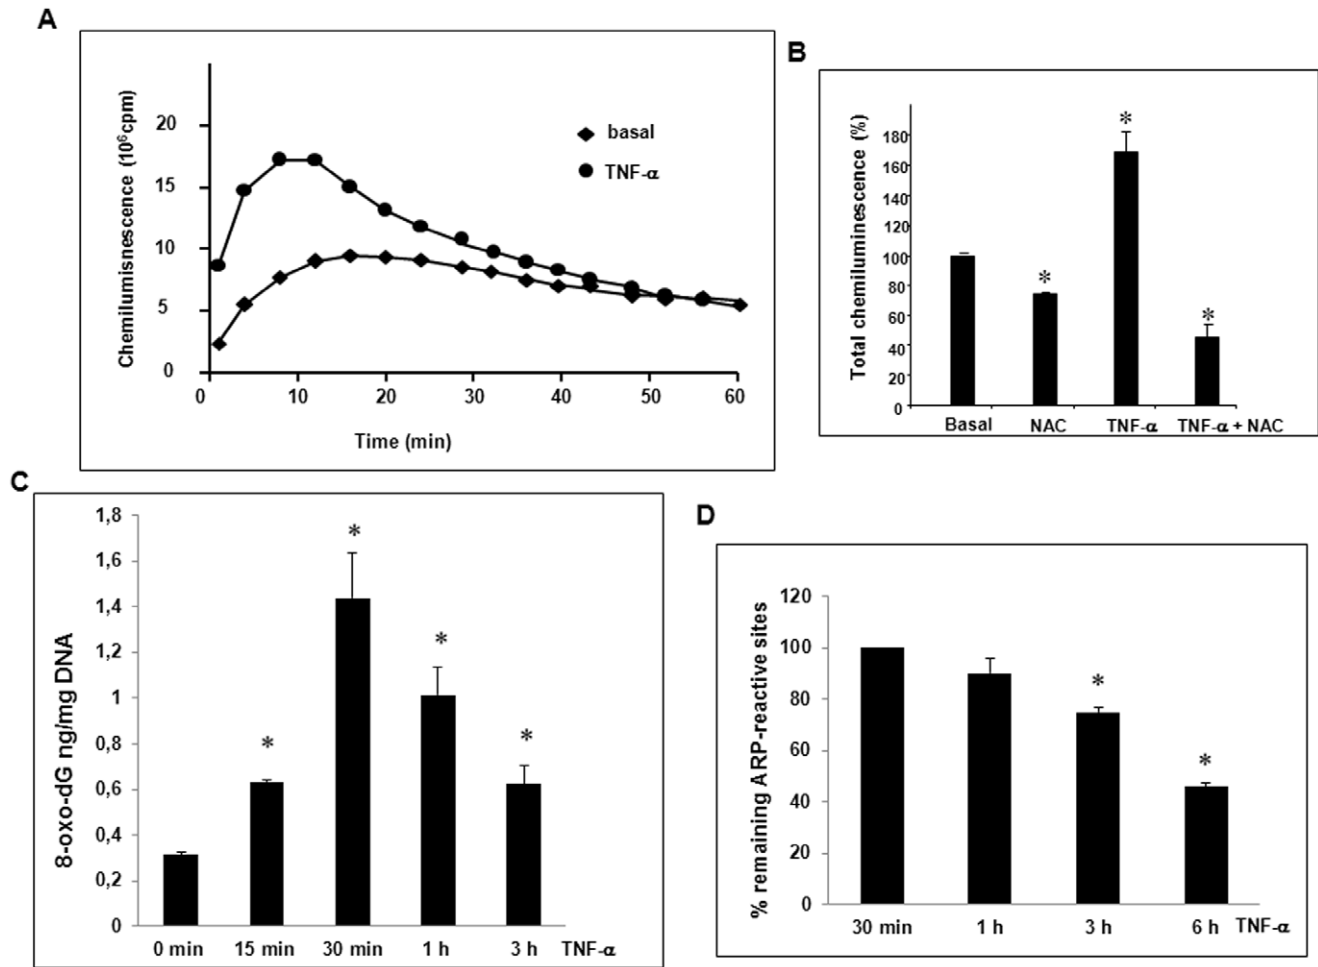 A
Chemilumisnescence (10⁶cpm)
20
15
10
5
0
basal
TNF-α
0 10 20 30 40 50 60
Time (min)
B
Total chemiluminescence (%)
180
160
140
120
100
80
60
40
20
0
*
*
*
Basal NAC TNF-α TNF-α + NAC
C
8-oxo-dG ng/mg DNA
1,8
1,6
1,4
1,2
1
0,8
0,6
0,4
0,2
0
*
*
*
*
0 min 15 min 30 min 1 h 3 h TNF-α
D
% remaining ARP-reactive sites
120
100
80
60
40
20
0
*
*
30 min 1 h 3 h 6 h TNF-α